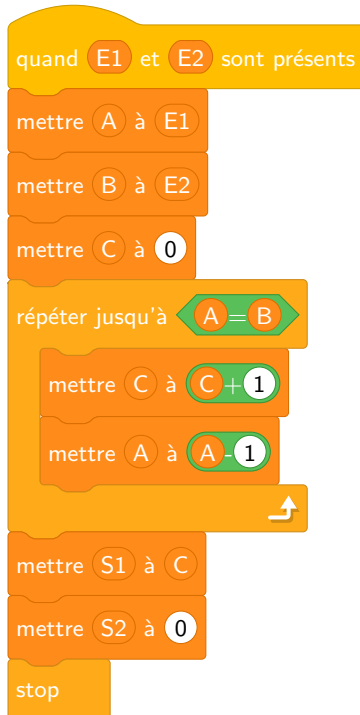 quand E1 et E2 sont présents
mettre A à E1
mettre B à E2
mettre C à 0
répéter jusqu'à A=B
mettre C à C+1
mettre A à A-1
mettre S1 à C
mettre S2 à 0
stop